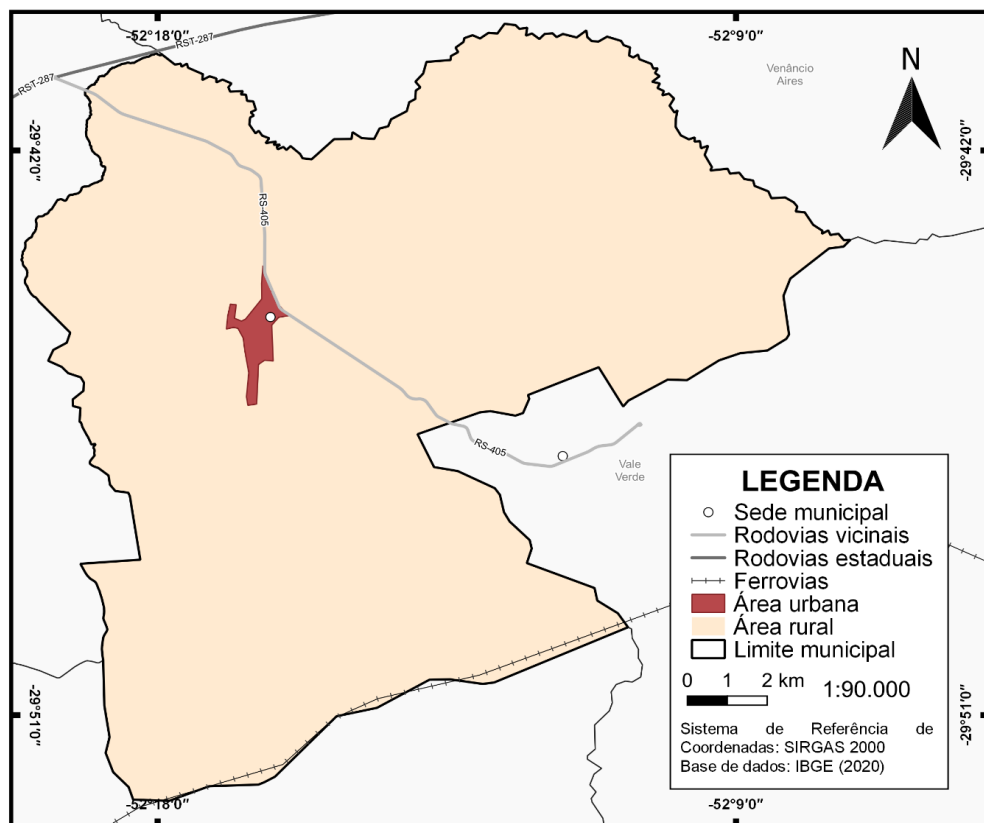 -52°18'0"
-52°9'0"
RST-287
RST-287
Venâncio
Aires
N
-29°42'0"
-29°42'0"
RS-405
RS-405
Vale
Verde
LEGENDA
Sede municipal
Rodovias vicinais
Rodovias estaduais
Ferrovias
Área urbana
Área rural
Limite municipal
0 1 2 km
1:90.000
Sistema de Referência de
Coordenadas: SIRGAS 2000
Base de dados: IBGE (2020)
-29°51'0"
-29°51'0"
-52°18'0"
-52°9'0"